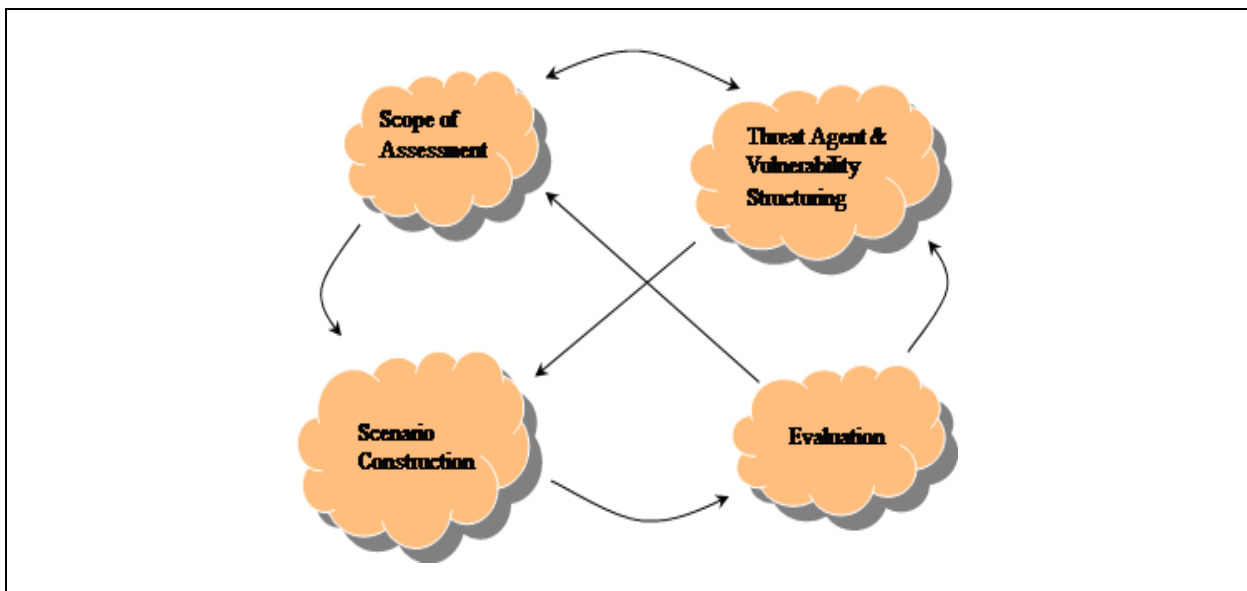 Scope of
Assessment
Threat Agent &
Vulnerability
Structuring
Scenario
Construction
Evaluation